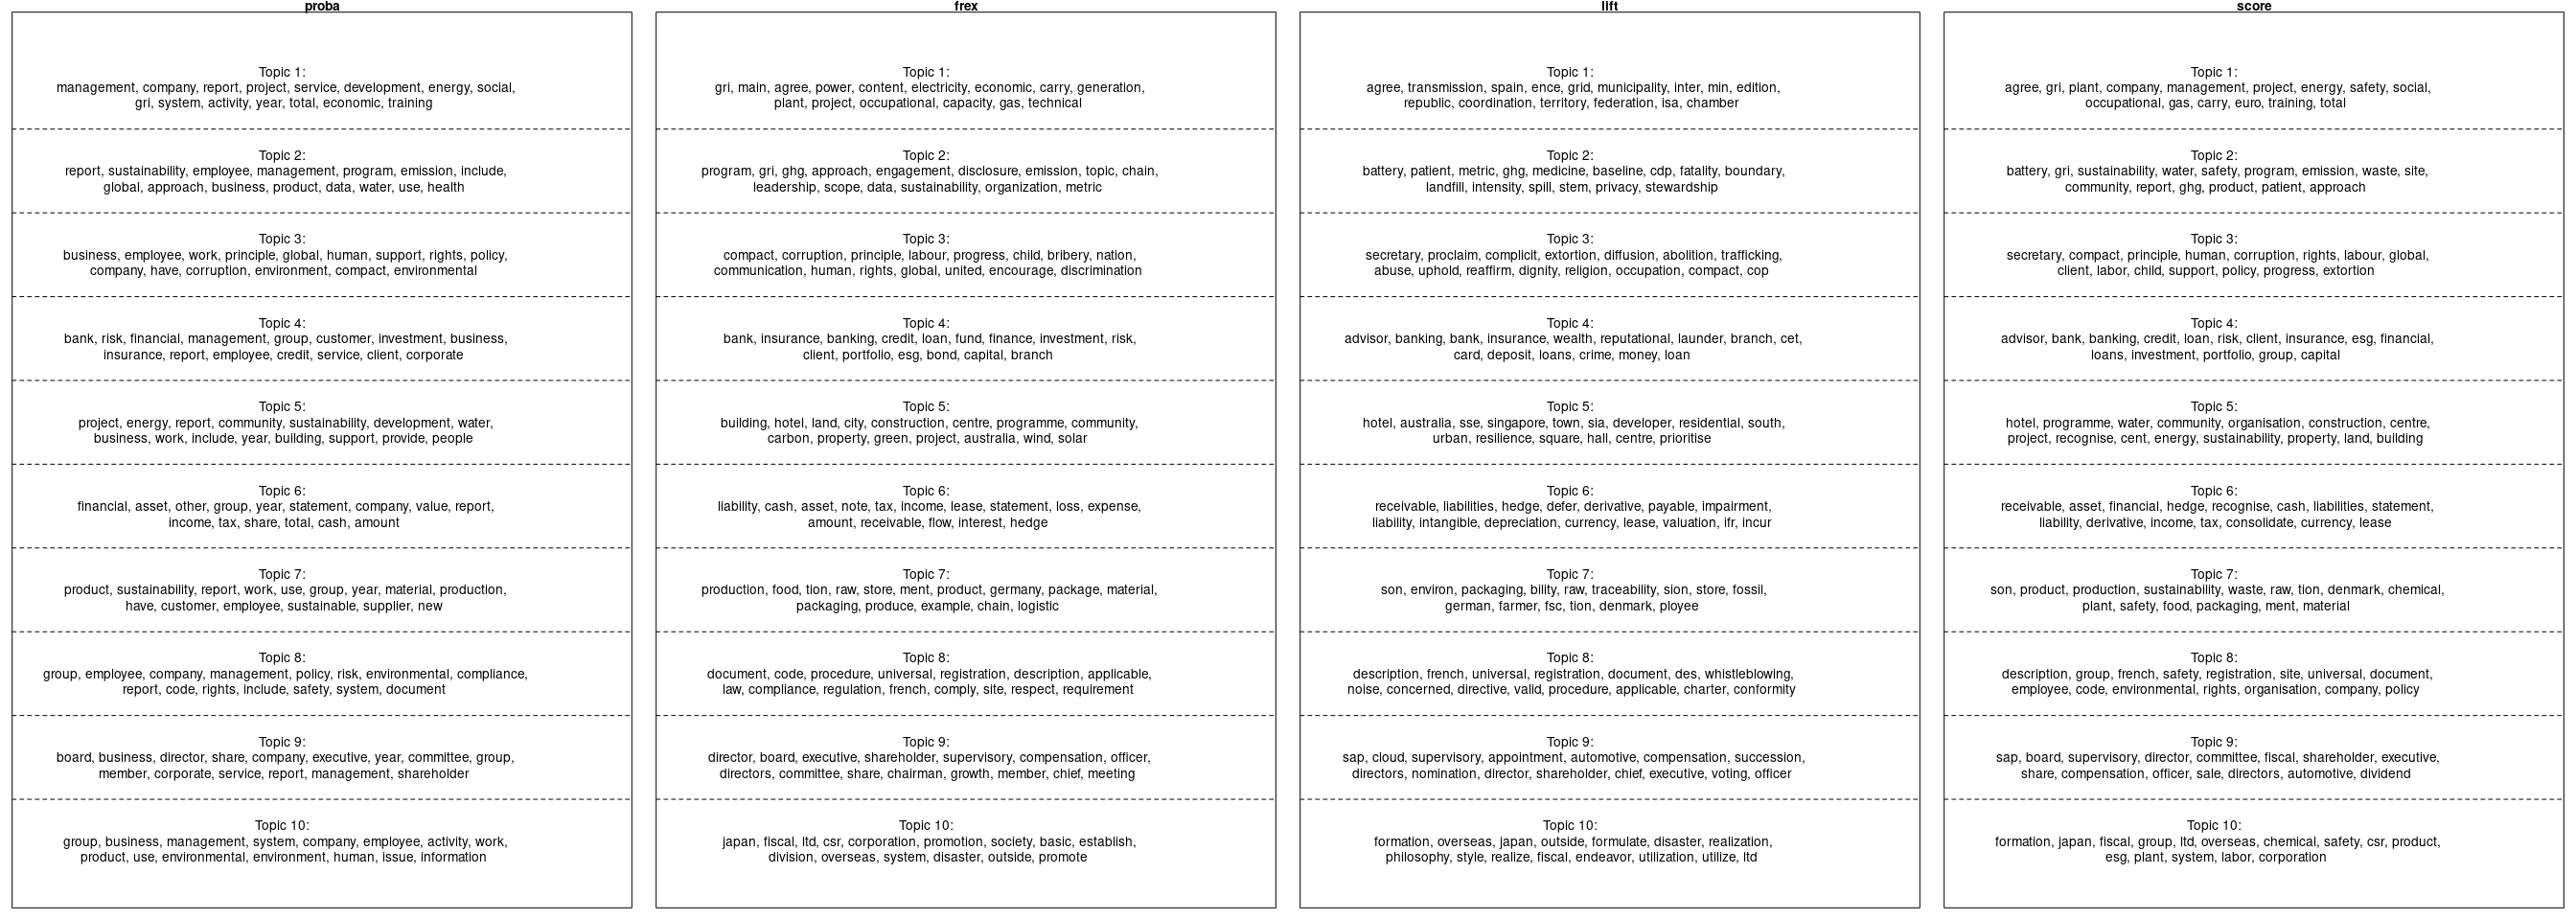 proba
Topic 1:
management, company, report, project, service, development, energy, social,
gri, system, activity, year, total, economic, training
Topic 2:
report, sustainability, employee, management, program, emission, include,
global, approach, business, product, data, water, use, health
Topic 3:
business, employee, work, principle, global, human, support, rights, policy,
company, have, corruption, environment, compact, environmental
Topic 4:
bank, risk, financial, management, group, customer, investment, business,
insurance, report, employee, credit, service, client, corporate
Topic 5:
project, energy, report, community, sustainability, development, water,
business, work, include, year, building, support, provide, people
Topic 6:
financial, asset, other, group, year, statement, company, value, report,
income, tax, share, total, cash, amount
Topic 7:
product, sustainability, report, work, use, group, year, material, production,
have, customer, employee, sustainable, supplier, new
Topic 8:
group, employee, company, management, policy, risk, environmental, compliance,
report, code, rights, include, safety, system, document
Topic 9:
board, business, director, share, company, executive, year, committee, group,
member, corporate, service, report, management, shareholder
Topic 10:
group, business, management, system, company, employee, activity, work,
product, use, environmental, environment, human, issue, information
frex
Topic 1:
gri, main, agree, power, content, electricity, economic, carry, generation,
plant, project, occupational, capacity, gas, technical
Topic 2:
program, gri, ghg, approach, engagement, disclosure, emission, topic, chain,
leadership, scope, data, sustainability, organization, metric
Topic 3:
compact, corruption, principle, labour, progress, child, bribery, nation,
communication, human, rights, global, united, encourage, discrimination
Topic 4:
bank, insurance, banking, credit, loan, fund, finance, investment, risk,
client, portfolio, esg, bond, capital, branch
Topic 5:
building, hotel, land, city, construction, centre, programme, community,
carbon, property, green, project, australia, wind, solar
Topic 6:
liability, cash, asset, note, tax, income, lease, statement, loss, expense,
amount, receivable, flow, interest, hedge
Topic 7:
production, food, tion, raw, store, ment, product, germany, package, material,
packaging, produce, example, chain, logistic
Topic 8:
document, code, procedure, universal, registration, description, applicable,
law, compliance, regulation, french, comply, site, respect, requirement
Topic 9:
director, board, executive, shareholder, supervisory, compensation, officer,
directors, committee, share, chairman, growth, member, chief, meeting
Topic 10:
japan, fiscal, ltd, csr, corporation, promotion, society, basic, establish,
division, overseas, system, disaster, outside, promote
lift
Topic 1:
agree, transmission, spain, ence, grid, municipality, inter, min, edition,
republic, coordination, territory, federation, isa, chamber
Topic 2:
battery, patient, metric, ghg, medicine, baseline, cdp, fatality, boundary,
landfill, intensity, spill, stem, privacy, stewardship
Topic 3:
secretary, proclaim, complicit, extortion, diffusion, abolition, trafficking,
abuse, uphold, reaffirm, dignity, religion, occupation, compact, cop
Topic 4:
advisor, banking, bank, insurance, wealth, reputational, launder, branch, cet,
card, deposit, loans, crime, money, loan
Topic 5:
hotel, australia, sse, singapore, town, sia, developer, residential, south,
urban, resilience, square, hall, centre, prioritise
Topic 6:
receivable, liabilities, hedge, defer, derivative, payable, impairment,
liability, intangible, depreciation, currency, lease, valuation, ifr, incur
Topic 7:
son, environ, packaging, bility, raw, traceability, sion, store, fossil,
german, farmer, fsc, tion, denmark, ployee
Topic 8:
description, french, universal, registration, document, des, whistleblowing,
noise, concerned, directive, valid, procedure, applicable, charter, conformity
Topic 9:
sap, cloud, supervisory, appointment, automotive, compensation, succession,
directors, nomination, director, shareholder, chief, executive, voting, officer
Topic 10:
formation, overseas, japan, outside, formulate, disaster, realization,
philosophy, style, realize, fiscal, endeavor, utilization, utilize, ltd
score
Topic 1:
agree, gri, plant, company, management, project, energy, safety, social,
occupational, gas, carry, euro, training, total
Topic 2:
battery, gri, sustainability, water, safety, program, emission, waste, site,
community, report, ghg, product, patient, approach
Topic 3:
secretary, compact, principle, human, corruption, rights, labour, global,
client, labor, child, support, policy, progress, extortion
Topic 4:
advisor, bank, banking, credit, loan, risk, client, insurance, esg, financial,
loans, investment, portfolio, group, capital
Topic 5:
hotel, programme, water, community, organisation, construction, centre,
project, recognise, cent, energy, sustainability, property, land, building
Topic 6:
receivable, asset, financial, hedge, recognise, cash, liabilities, statement,
liability, derivative, income, tax, consolidate, currency, lease
Topic 7:
son, product, production, sustainability, waste, raw, tion, denmark, chemical,
plant, safety, food, packaging, ment, material
Topic 8:
description, group, french, safety, registration, site, universal, document,
employee, code, environmental, rights, organisation, company, policy
Topic 9:
sap, board, supervisory, director, committee, fiscal, shareholder, executive,
share, compensation, officer, sale, directors, automotive, dividend
Topic 10:
formation, japan, fiscal, group, ltd, overseas, chemical, safety, csr, product,
esg, plant, system, labor, corporation